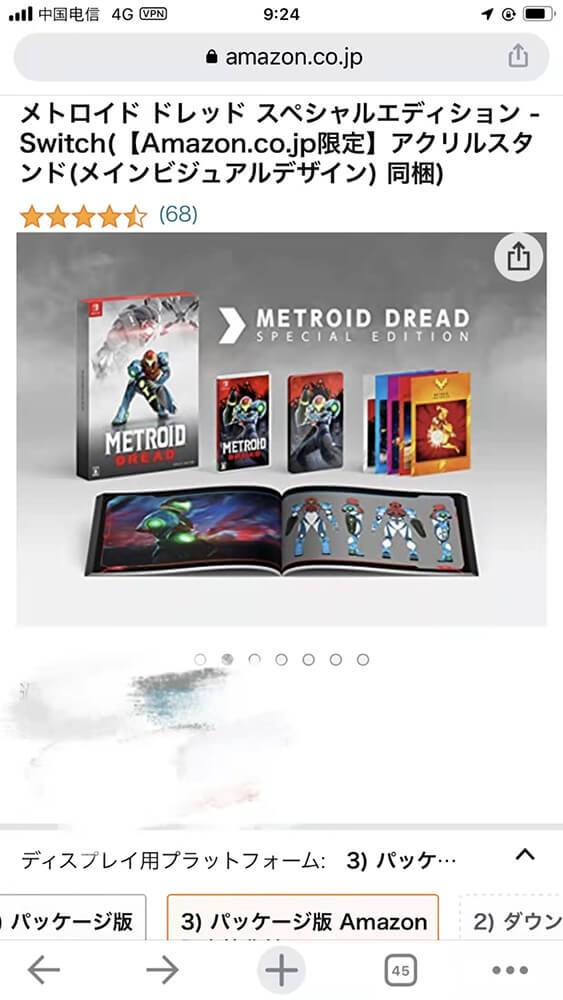 中国电信 4G VPN 9:24
amazon.co.jp
メトロイド ドレッド スペシャルエディション -
Switch(【Amazon.co.jp限定】アクリルスタ
ンド(メインビジュアルデザイン) 同梱)
(68)
METROID DREAD
SPECIAL EDITION
METROID
DREAD
METROID
DREAD
ディスプレイ用プラットフォーム: 3) パッケ…
) パッケージ版
3) パッケージ版 Amazon
2) ダウン
45